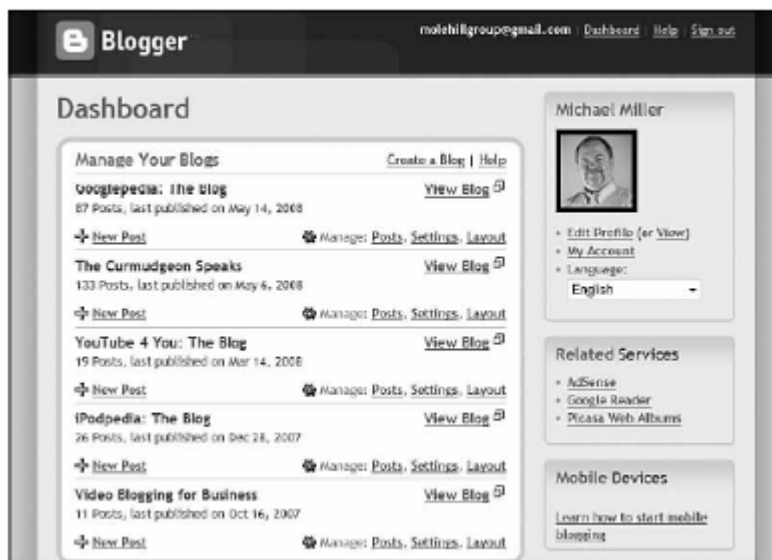 Blogger
molehillgroup@gmail.com | Dashboard | Help | Sign out
Dashboard
Manage Your Blogs
Create a Blog | Help
Googlepedia: The Blog
View Blog
87 Posts, last published on May 14, 2008
New Post
Manage: Posts, Settings, Layout
The Curmudgeon Speaks
View Blog
133 Posts, last published on May 6, 2008
New Post
Manage: Posts, Settings, Layout
YouTube 4 You: The Blog
View Blog
19 Posts, last published on Mar 14, 2008
New Post
Manage: Posts, Settings, Layout
iPodpedia: The Blog
View Blog
26 Posts, last published on Dec 28, 2007
New Post
Manage: Posts, Settings, Layout
Video Blogging for Business
View Blog
11 Posts, last published on Oct 16, 2007
New Post
Manage: Posts, Settings, Layout
Michael Miller
Edit Profile (or View)
My Account
Language:
English
Related Services
AdSense
Google Reader
Picasa Web Albums
Mobile Devices
Learn how to start mobile
blogging